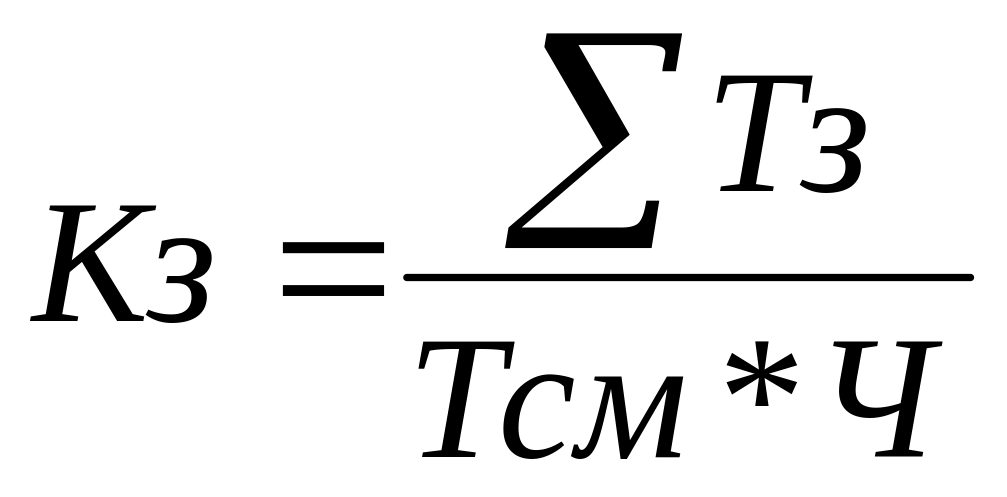 ∑Тз
Кз =
Тсм * Ч